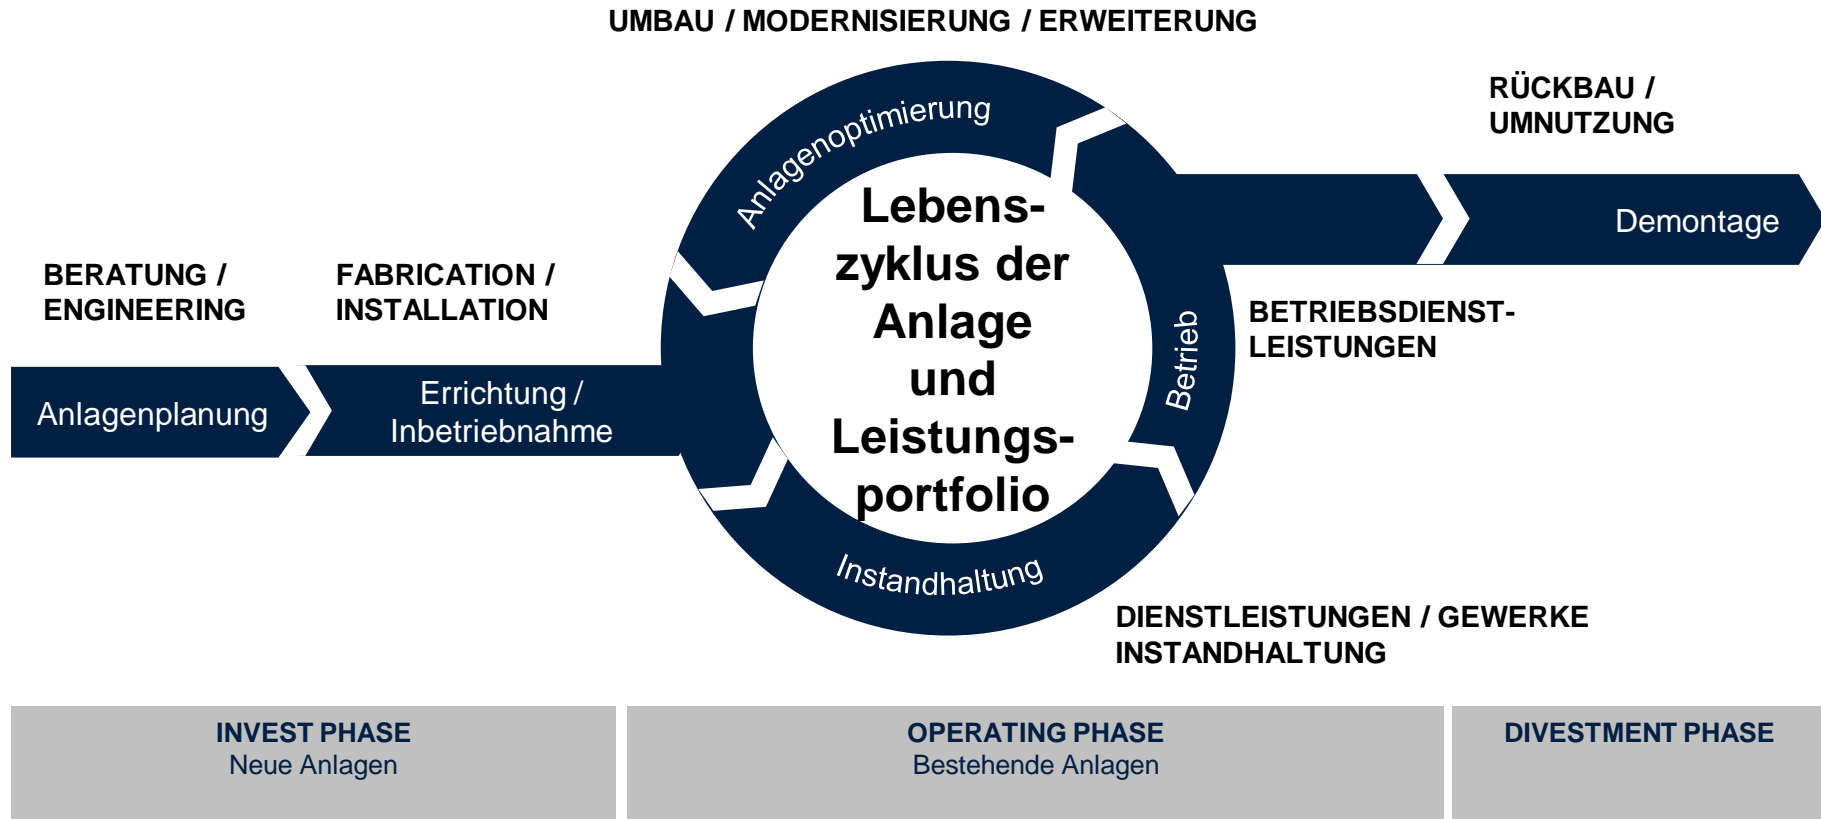 UMBAU / MODERNISIERUNG / ERWEITERUNG
RÜCKBAU /
UMNUTZUNG
Anlagenoptimierung
Demontage
BERATUNG /
ENGINEERING
FABRICATION /
INSTALLATION
Lebens-
zyklus der
Anlage
und
Leistungs-
portfolio
BETRIEBSDIENST-
LEISTUNGEN
Betrieb
Anlagenplanung
Errichtung /
Inbetriebnahme
Instandhaltung
DIENSTLEISTUNGEN / GEWERKE
INSTANDHALTUNG
INVEST PHASE
Neue Anlagen
OPERATING PHASE
Bestehende Anlagen
DIVESTMENT PHASE